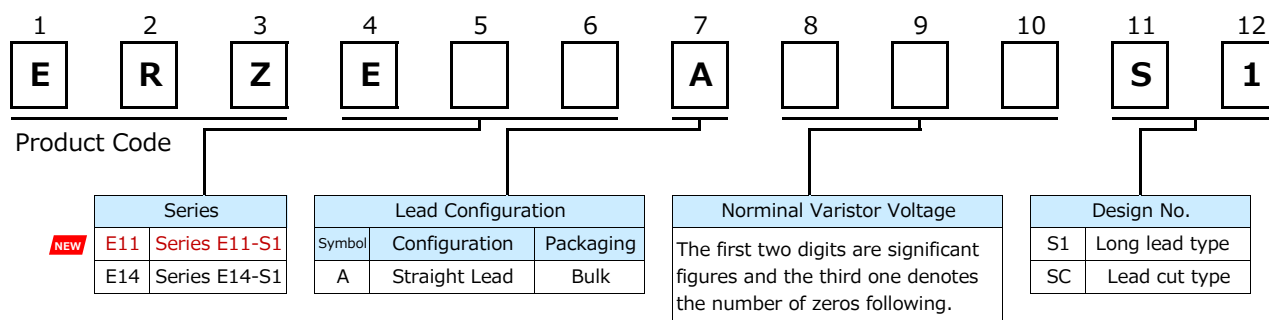 1 2 3 4 5 6 7 8 9 10 11 12
E R Z E A S 1
Product Code
Series
NEW E11 Series E11-S1
E14 Series E14-S1
Lead Configuration
Symbol Configuration Packaging
A Straight Lead Bulk
Norminal Varistor Voltage
The first two digits are significant
figures and the third one denotes
the number of zeros following.
Design No.
S1 Long lead type
SC Lead cut type